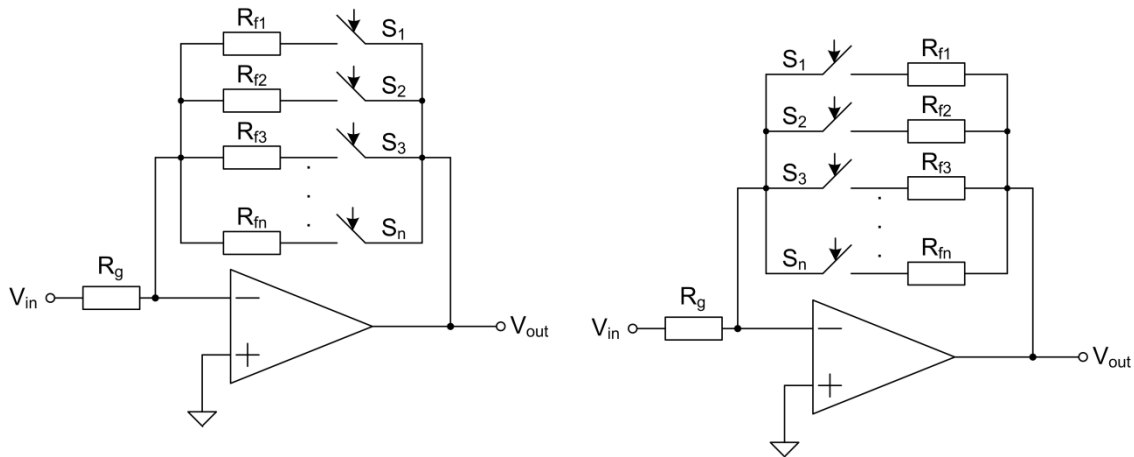 Rf1 S1
Rf2 S2
Rf3 S3
Rfn Sn
Rg
Vin
Vout
S1 Rf1
S2 Rf2
S3 Rf3
Sn Rfn
Rg
Vin
Vout